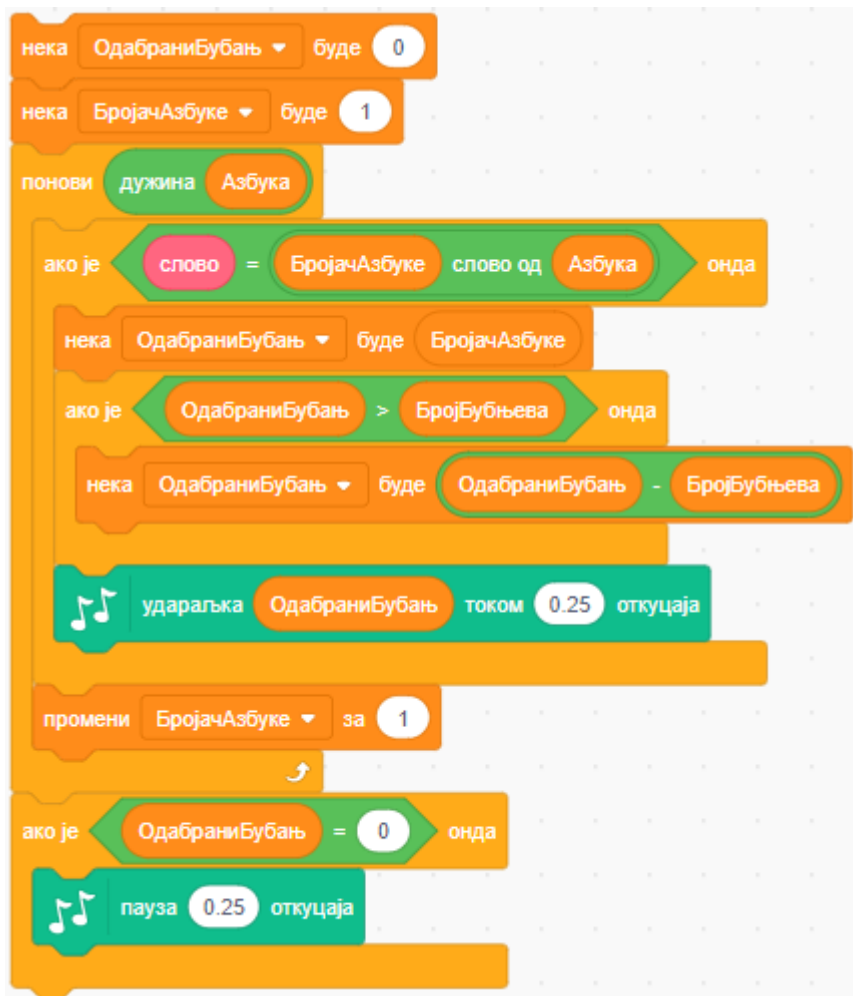 нека ОдабраниБубањ буде 0
нека БројачАзбуке буде 1
понови дужина Азбука
ако је слово = БројачАзбуке слово од Азбука онда
нека ОдабраниБубањ буде БројачАзбуке
ако је ОдабраниБубањ > БројБубњева онда
нека ОдабраниБубањ буде ОдабраниБубањ - БројБубњева
удараљка ОдабраниБубањ током 0.25 откуцаја
промени БројачАзбуке за 1
ако је ОдабраниБубањ = 0 онда
пауза 0.25 откуцаја